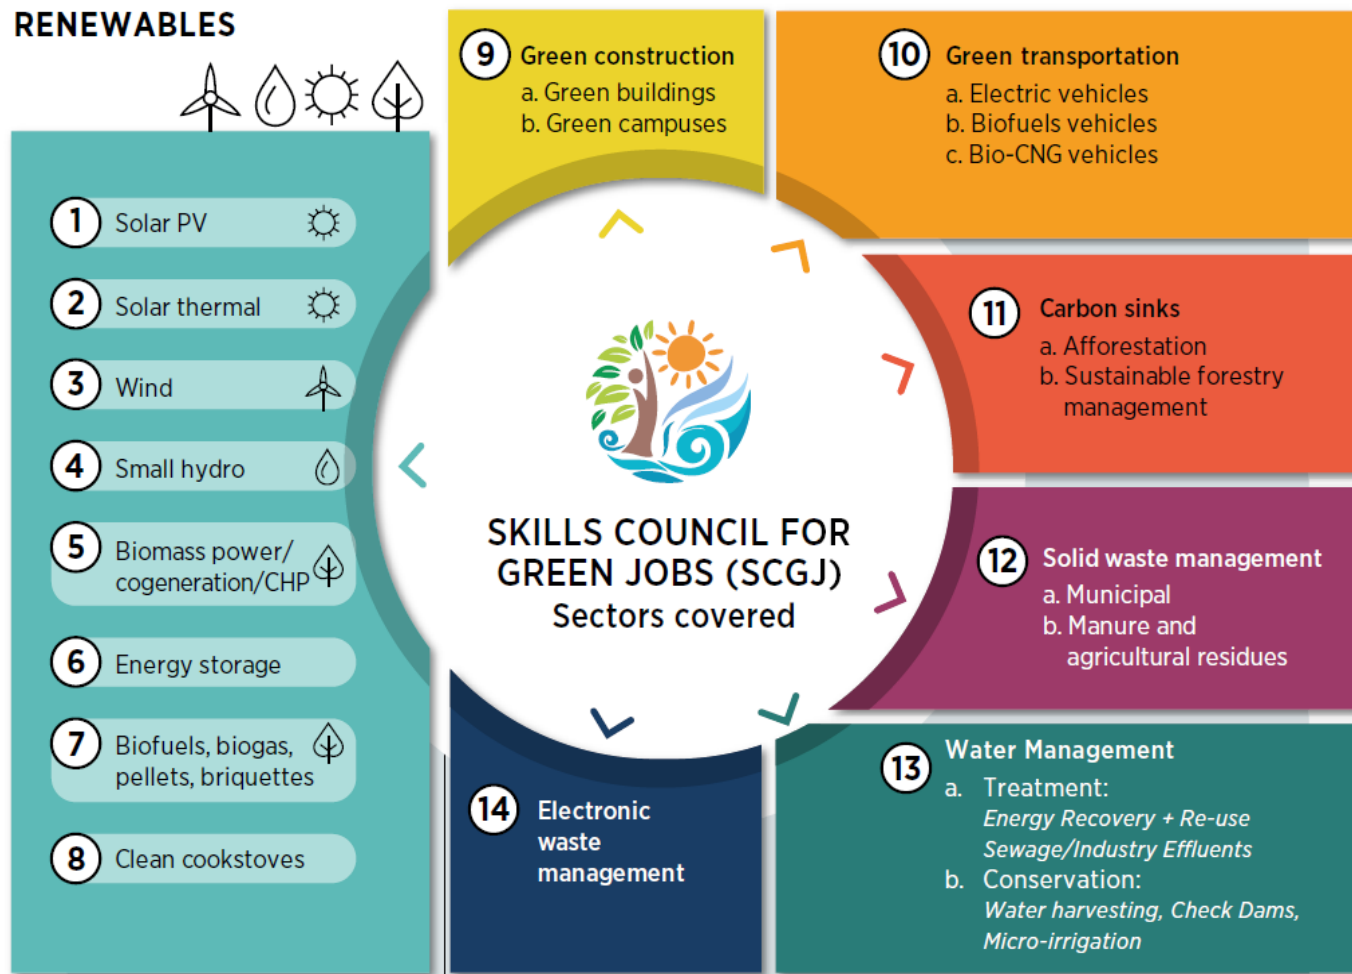 RENEWABLES
1 Solar PV
2 Solar thermal
3 Wind
4 Small hydro
5 Biomass power/
cogeneration/CHP
6 Energy storage
7 Biofuels, biogas,
pellets, briquettes
8 Clean cookstoves
9 Green construction
a. Green buildings
b. Green campuses
10 Green transportation
a. Electric vehicles
b. Biofuels vehicles
c. Bio-CNG vehicles
11 Carbon sinks
a. Afforestation
b. Sustainable forestry
management
12 Solid waste management
a. Municipal
b. Manure and
agricultural residues
13 Water Management
a. Treatment:
Energy Recovery + Re-use
Sewage/Industry Effluents
b. Conservation:
Water harvesting, Check Dams,
Micro-irrigation
14 Electronic
waste
management
SKILLS COUNCIL FOR
GREEN JOBS (SCGJ)
Sectors covered